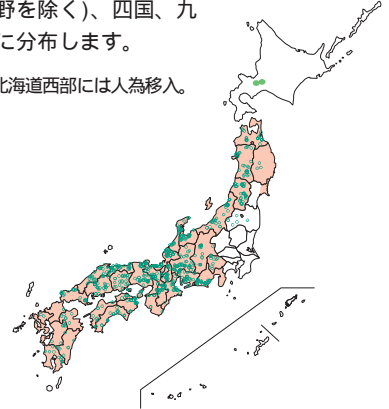 野を除く)、四国、九
に分布します。
北海道西部には人為移入。